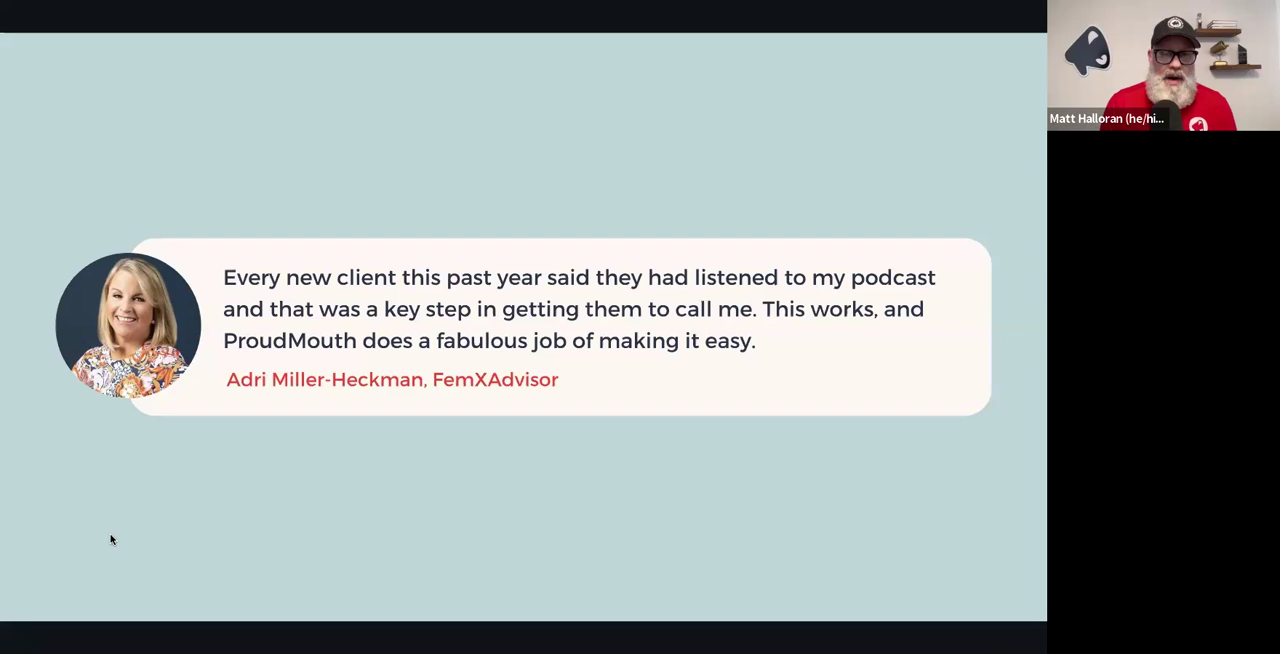 Every new client this past year said they had listened to my podcast
and that was a key step in getting them to call me. This works, and
ProudMouth does a fabulous job of making it easy.
Adri Miller-Heckman, FemXAdvisor
Matt Halloran (he/hi...